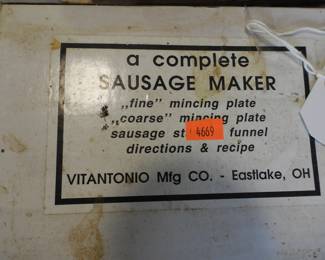 a complete
SAUSAGE MAKER
„fine" mincing plate
„coarse" mincing plate
sausage st funnel
4669
directions & recipe
VITANTONIO Mfg CO. - Eastlake, OH